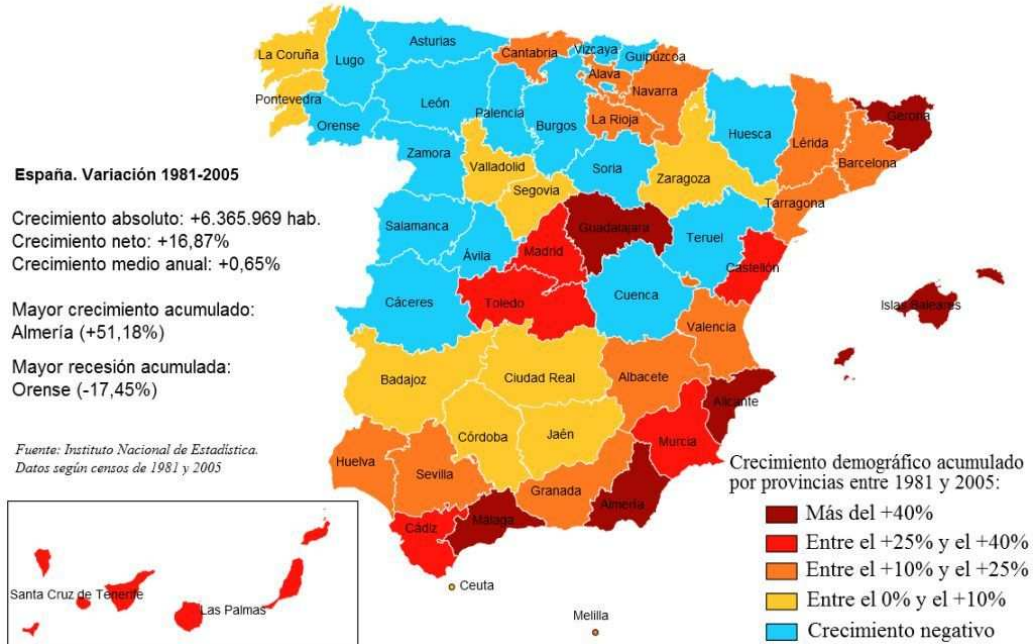 La Coruña
Lugo
Asturias
Cantabria
Vizcaya
Guipúzcoa
Alava
Navarra
Pontevedra
Orense
León
Palencia
Burgos
La Rioja
Huesca
Lérida
Gerona
Barcelona
Zamora
Valladolid
Soria
Zaragoza
Segovia
Tarragona
España. Variación 1981-2005
Crecimiento absoluto: +6.365.969 hab.
Crecimiento neto: +16,87%
Crecimiento medio anual: +0,65%
Mayor crecimiento acumulado:
Almería (+51,18%)
Mayor recesión acumulada:
Orense (-17,45%)
Fuente: Instituto Nacional de Estadística.
Datos según censos de 1981 y 2005
Salamanca
Ávila
Madrid
Guadalajara
Teruel
Castellón
Cáceres
Toledo
Cuenca
Islas Baleares
Valencia
Badajoz
Ciudad Real
Albacete
Alicante
Córdoba
Jaén
Murcia
Huelva
Sevilla
Granada
Almería
Cádiz
Málaga
Ceuta
Melilla
Santa Cruz de Tenerife
Las Palmas
Crecimiento demográfico acumulado
por provincias entre 1981 y 2005:
Más del +40%
Entre el +25% y el +40%
Entre el +10% y el +25%
Entre el 0% y el +10%
Crecimiento negativo